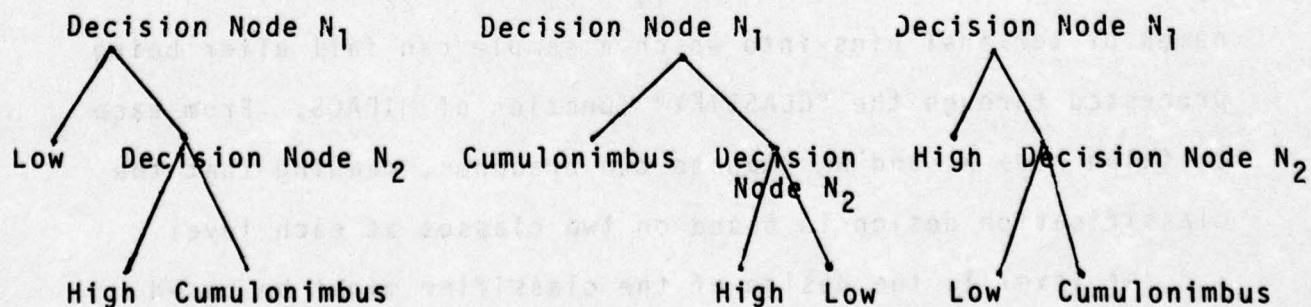 Decision Node N1 Decision Node N1 Decision Node N1
Low Decision Node N2 Cumulonimbus Decision Node N2 High Decision Node N2
High Cumulonimbus High Low Low Cumulonimbus